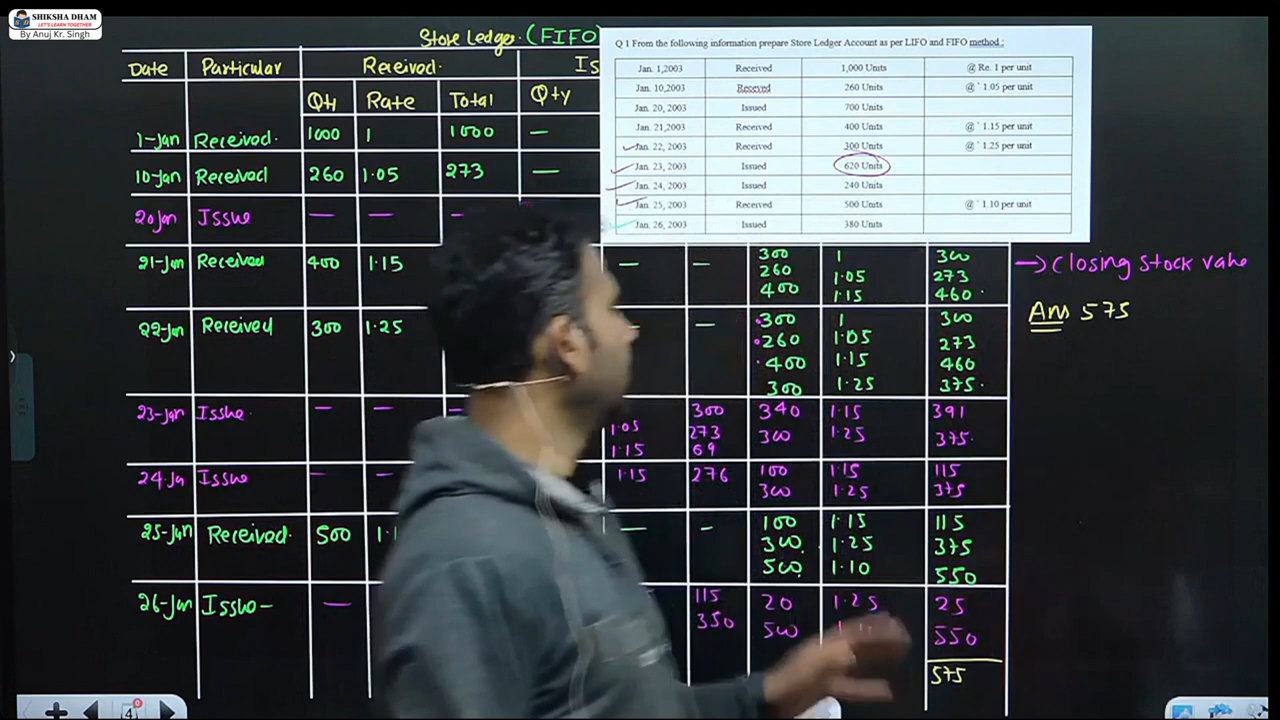 SHIKSHA DHAM
LET'S LEARN TOGETHER
By Anuj Kr. Singh
Store Ledger. (FIFO)
Q 1 From the following information prepare Store Ledger Account as per LIFO and FIFO method :
Jan. 1,2003 Received 1,000 Units @ Re. 1 per unit
Jan. 10,2003 Receved 260 Units @ ` 1.05 per unit
Jan. 20, 2003 Issued 700 Units
Jan. 21,2003 Received 400 Units @ ` 1.15 per unit
Jan. 22, 2003 Received 300 Units @ ` 1.25 per unit
Jan. 23, 2003 Issued 620 Units
Jan. 24, 2003 Issued 240 Units
Jan. 25, 2003 Received 500 Units @ ` 1.10 per unit
Jan. 26, 2003 Issued 380 Units
Date Particular Received. Is
Qty Rate Total Qty
1-Jan Received. 1000 1 1000 —
10-Jan Received 260 1.05 273 —
20Jan Issue — — -
21-Jan Received 400 1.15 — — 300 1 300
260 1.05 273
400 1.15 460.
→ Closing Stock value
Ans 575
22-Jan Received 300 1.25 — 300 1 300
260 1.05 273
400 1.15 460
300 1.25 375.
23-Jan Issue. — — 300 340 1.15 391
1.05 273 300 1.25 375.
1.15 69
24-Ja Issue — — 1.15 276 100 1.15 115
300 1.25 375
25-Jan Received. 500 1.1 — - 100 1.15 115
300. 1.25 375
500. 1.10 550
26-Jan Issue — — 115 20 1.25 25
350 500 550
575
4